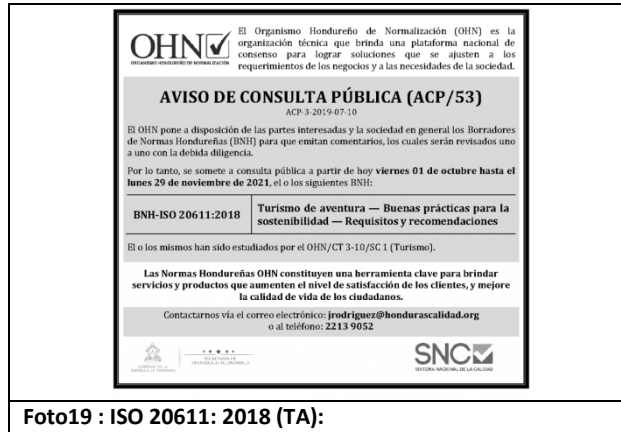 OHN
ORGANISMO HONDUREÑO DE NORMALIZACIÓN
El Organismo Hondureño de Normalización (OHN) es la
organización técnica que brinda una plataforma nacional de
consenso para lograr soluciones que se ajusten a los
requerimientos de los negocios y a las necesidades de la sociedad.
AVISO DE CONSULTA PÚBLICA (ACP/53)
ACP-3-2019-07-10
El OHN pone a disposición de las partes interesadas y la sociedad en general los Borradores
de Normas Hondureñas (BNH) para que emitan comentarios, los cuales serán revisados uno
a uno con la debida diligencia.
Por lo tanto, se somete a consulta pública a partir de hoy viernes 01 de octubre hasta el
lunes 29 de noviembre de 2021, el o los siguientes BNH:
BNH-ISO 20611:2018
Turismo de aventura — Buenas prácticas para la
sostenibilidad — Requisitos y recomendaciones
El o los mismos han sido estudiados por el OHN/CT 3-10/SC 1 (Turismo).
Las Normas Hondureñas OHN constituyen una herramienta clave para brindar
servicios y productos que aumenten el nivel de satisfacción de los clientes, y mejore
la calidad de vida de los ciudadanos.
Contactarnos vía el correo electrónico: jrodriguez@hondurascalidad.org
o al teléfono: 2213 9052
SECRETARÍA DE
DESARROLLO ECONÓMICO
SNC
SISTEMA NACIONAL DE LA CALIDAD
Foto19 : ISO 20611: 2018 (TA):